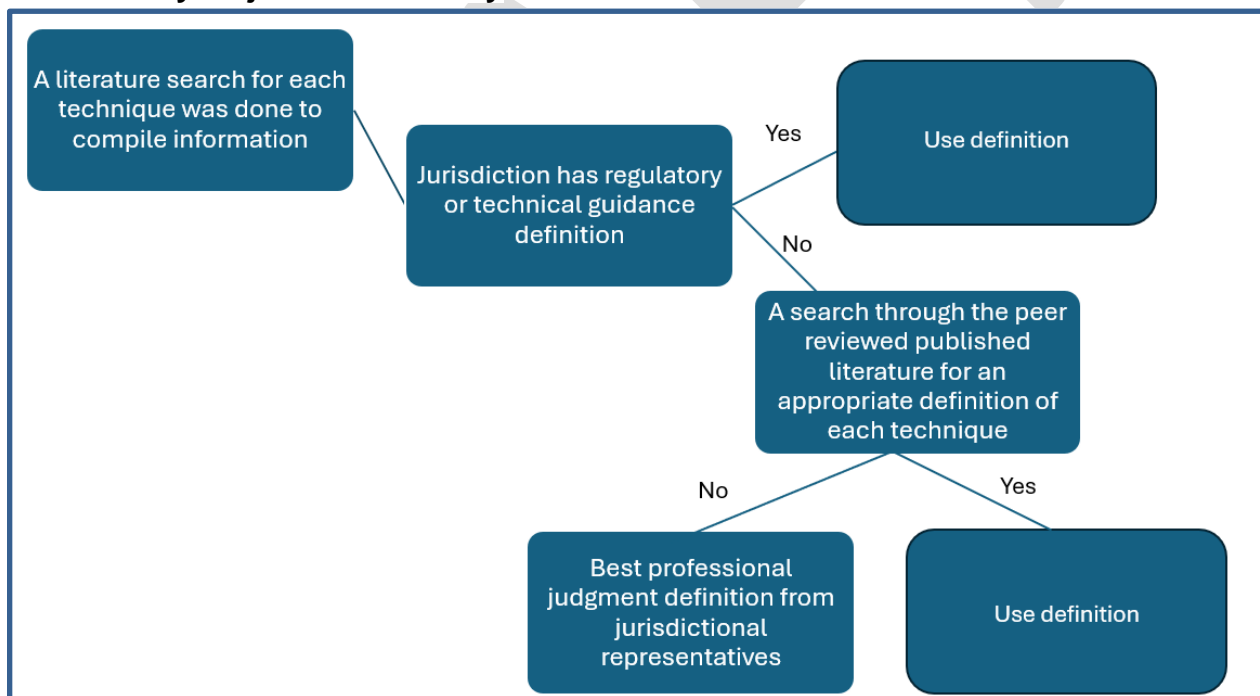 A literature search for each
technique was done to
compile information
Jurisdiction has regulatory
or technical guidance
definition
Yes
Use definition
No
A search through the peer
reviewed published
literature for an
appropriate definition of
each technique
No
Yes
Best professional
judgment definition from
jurisdictional
representatives
Use definition